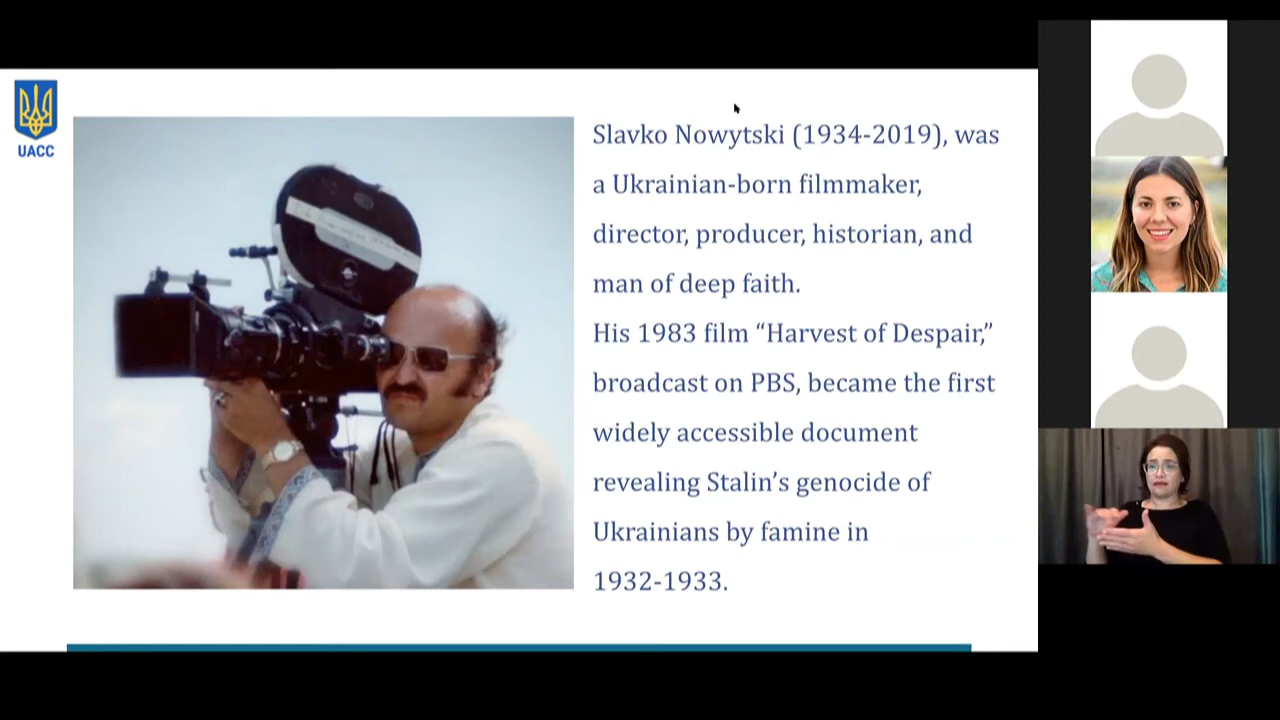 UACC
Slavko Nowytski (1934-2019), was
a Ukrainian-born filmmaker,
director, producer, historian, and
man of deep faith.
His 1983 film “Harvest of Despair,”
broadcast on PBS, became the first
widely accessible document
revealing Stalin’s genocide of
Ukrainians by famine in
1932-1933.